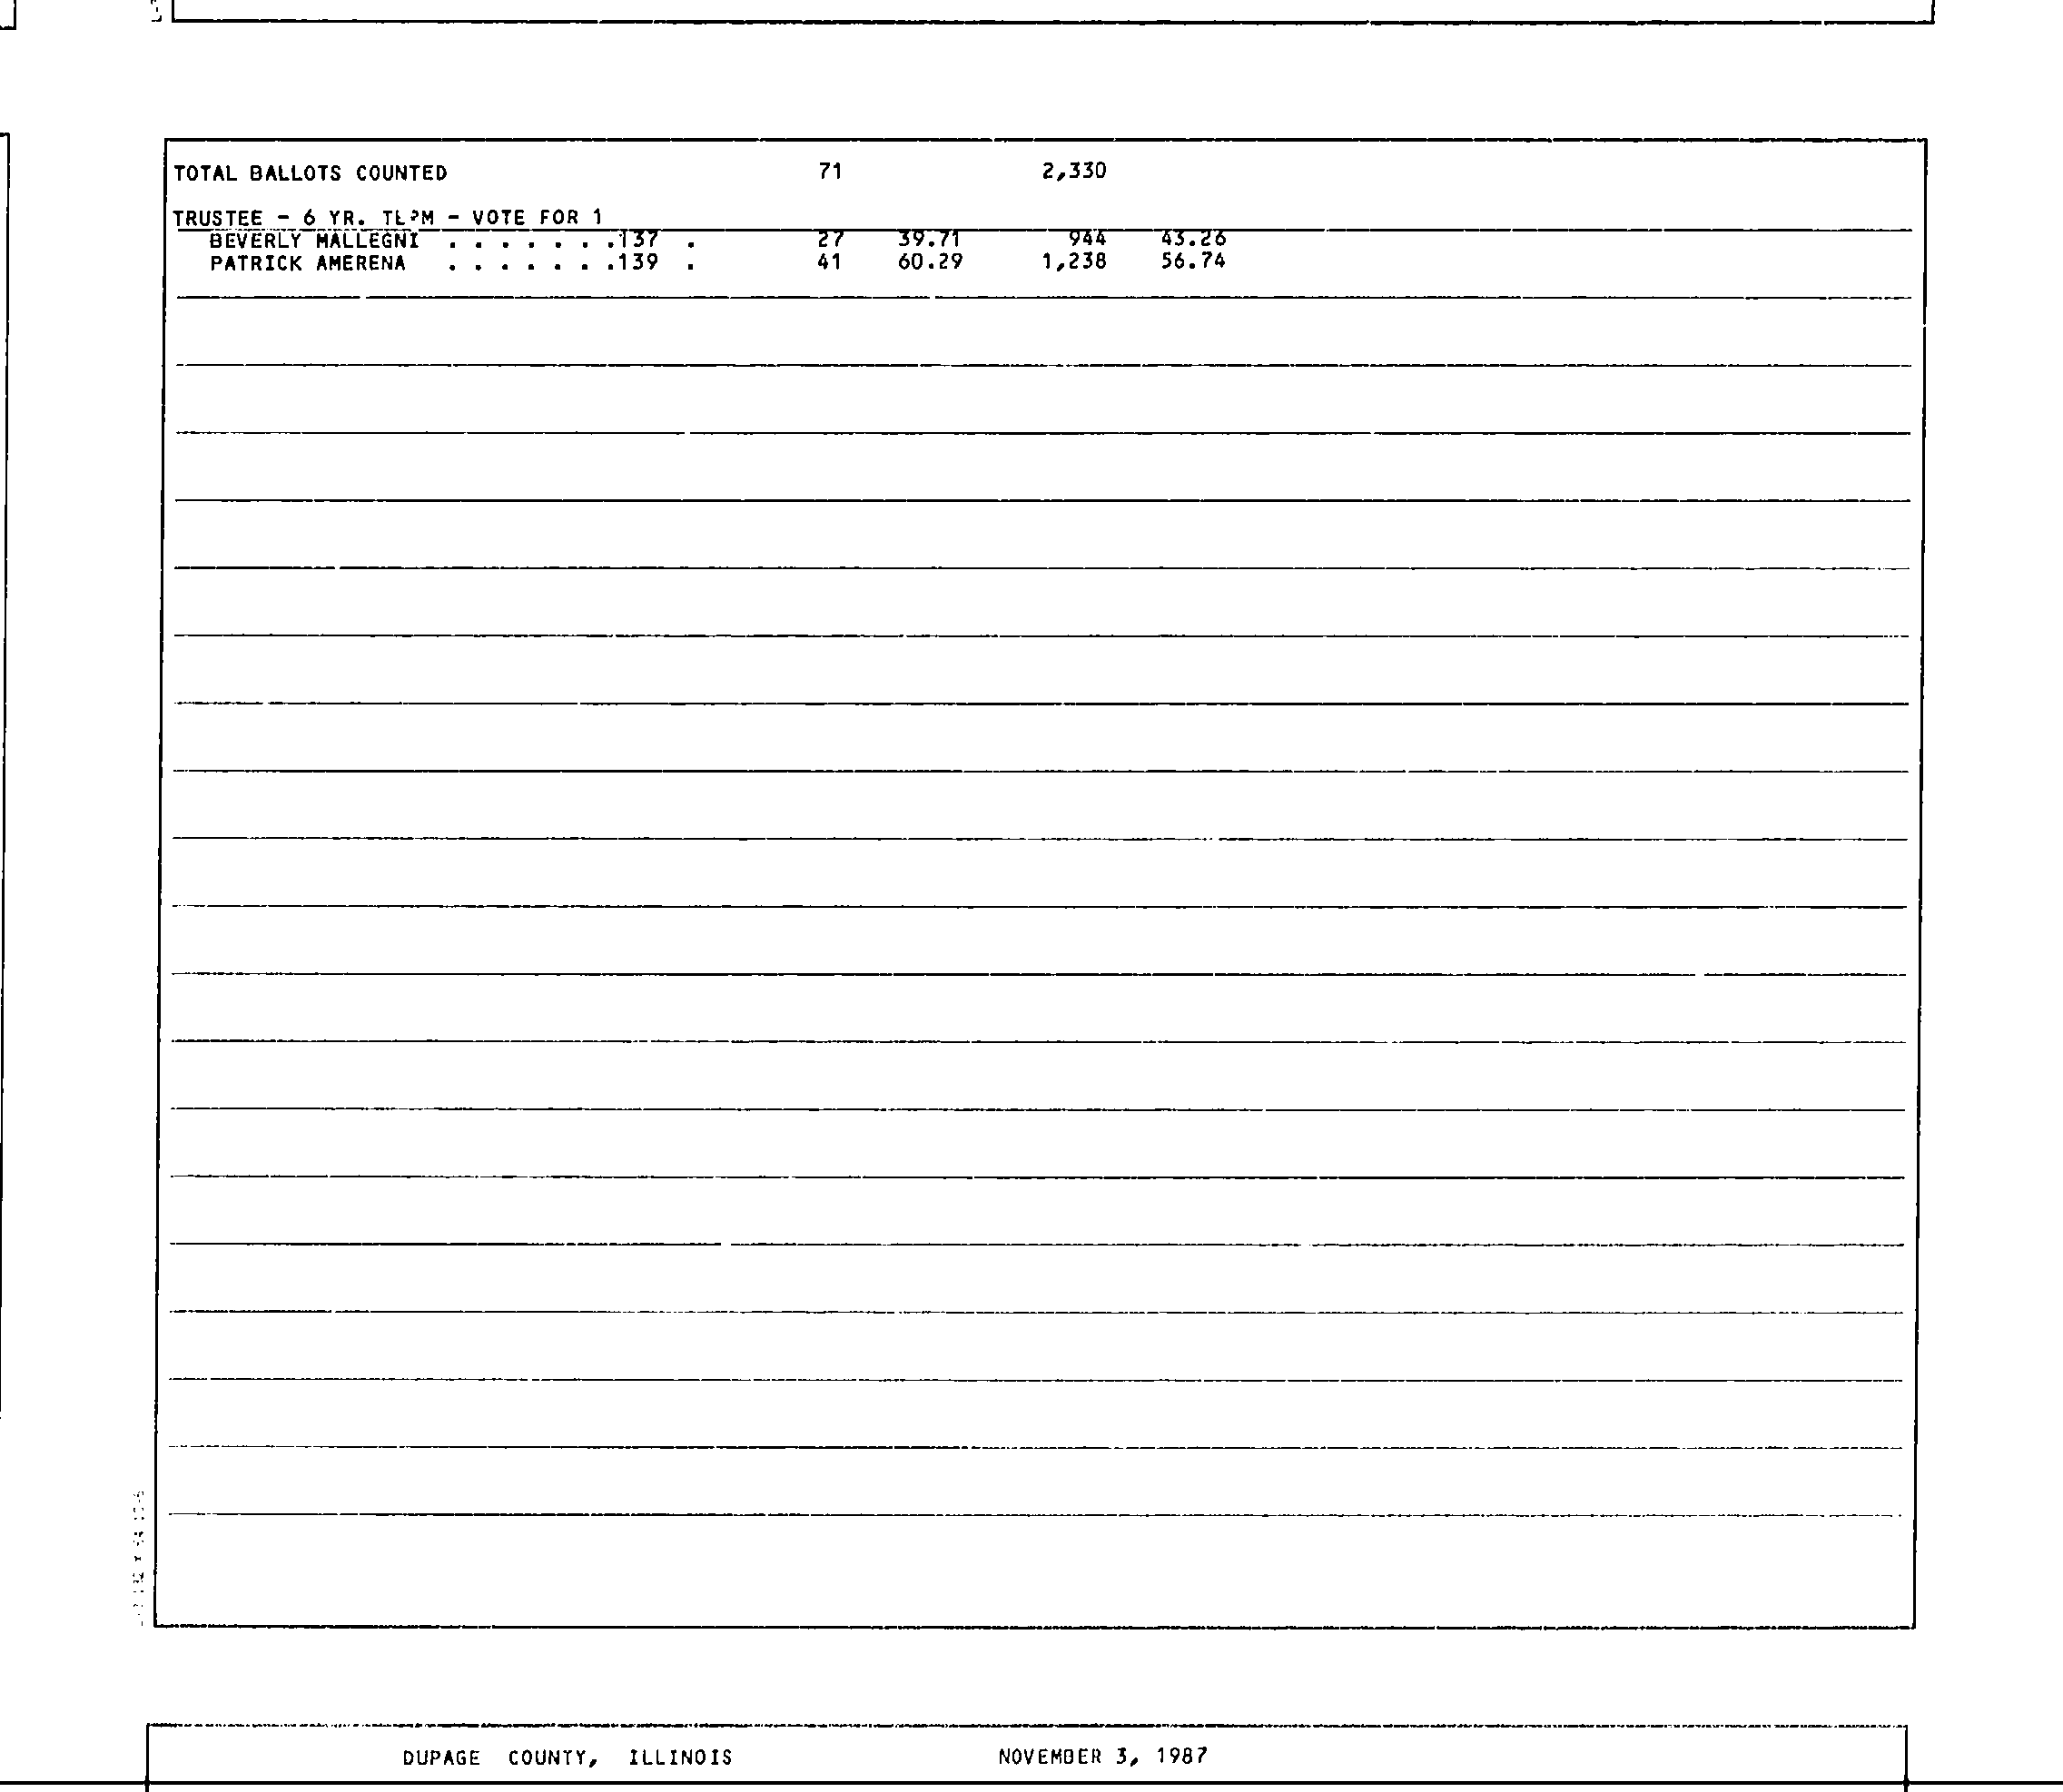 TOTAL BALLOTS COUNTED 71 2,330
TRUSTEE - 6 YR. TERM - VOTE FOR 1
BEVERLY MALLEGNI . . . . . . .137 . 27 39.71 944 43.26
PATRICK AMERENA . . . . . . .139 . 41 60.29 1,238 56.74
DUPAGE COUNTY, ILLINOIS NOVEMBER 3, 1987